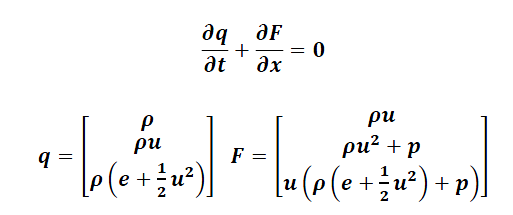 ∂q/∂t + ∂F/∂x = 0
q = [ρ; ρu; ρ(e + ½u²)] F = [ρu; ρu² + p; u(ρ(e + ½u²) + p)]